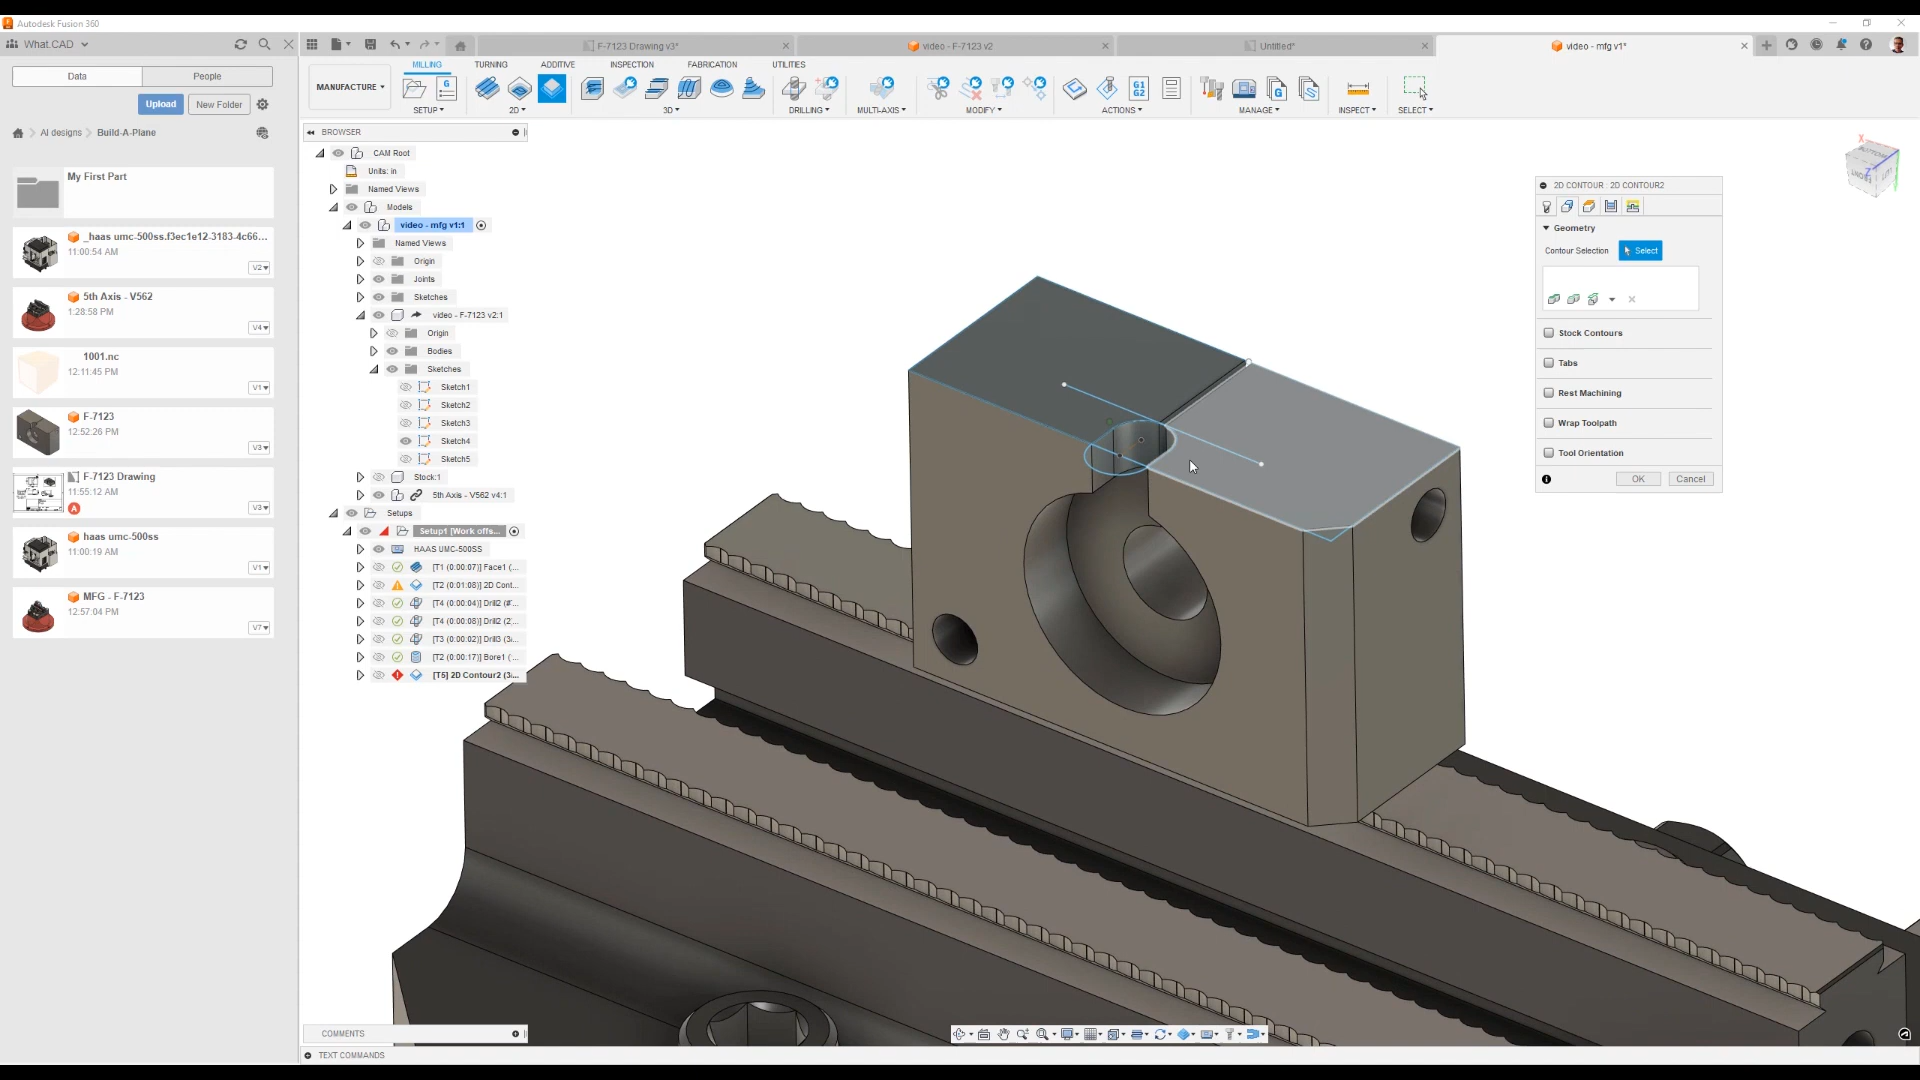 Autodesk Fusion 360
What.CAD
F-7123 Drawing v3*
video - F-7123 v2
Untitled*
video - mfg v1*
Data
People
Upload
New Folder
AI designs
Build-A-Plane
My First Part
_haas umc-500ss.f3ec1e12-3183-4c66...
11:00:54 AM
V2
5th Axis - V562
1:28:58 PM
V4
1001.nc
12:11:45 PM
V1
F-7123
12:52:26 PM
V3
F-7123 Drawing
11:55:12 AM
V3
haas umc-500ss
11:00:19 AM
V1
MFG - F-7123
12:57:04 PM
V7
MANUFACTURE
MILLING
TURNING
ADDITIVE
INSPECTION
FABRICATION
UTILITIES
SETUP
2D
3D
DRILLING
MULTI-AXIS
MODIFY
ACTIONS
MANAGE
INSPECT
SELECT
G1
G2
BROWSER
CAM Root
Units: in
Named Views
Models
video - mfg v1:1
Named Views
Origin
Joints
Sketches
video - F-7123 v2:1
Origin
Bodies
Sketches
Sketch1
Sketch2
Sketch3
Sketch4
Sketch5
Stock:1
5th Axis - V562 v4:1
Setups
Setup1 [Work offs...
HAAS UMC-500SS
[T1 (0:00:07)] Face1 (...
[T2 (0:01:08)] 2D Cont...
[T4 (0:00:04)] Drill2 (#...
[T4 (0:00:08)] Drill2 (2...
[T3 (0:00:02)] Drill3 (3...
[T2 (0:00:17)] Bore1 (...
[T5] 2D Contour2 (3...
BOTTOM
FRONT
X
Z
2D CONTOUR : 2D CONTOUR2
Geometry
Contour Selection
Select
Stock Contours
Tabs
Rest Machining
Wrap Toolpath
Tool Orientation
OK
Cancel
COMMENTS
TEXT COMMANDS